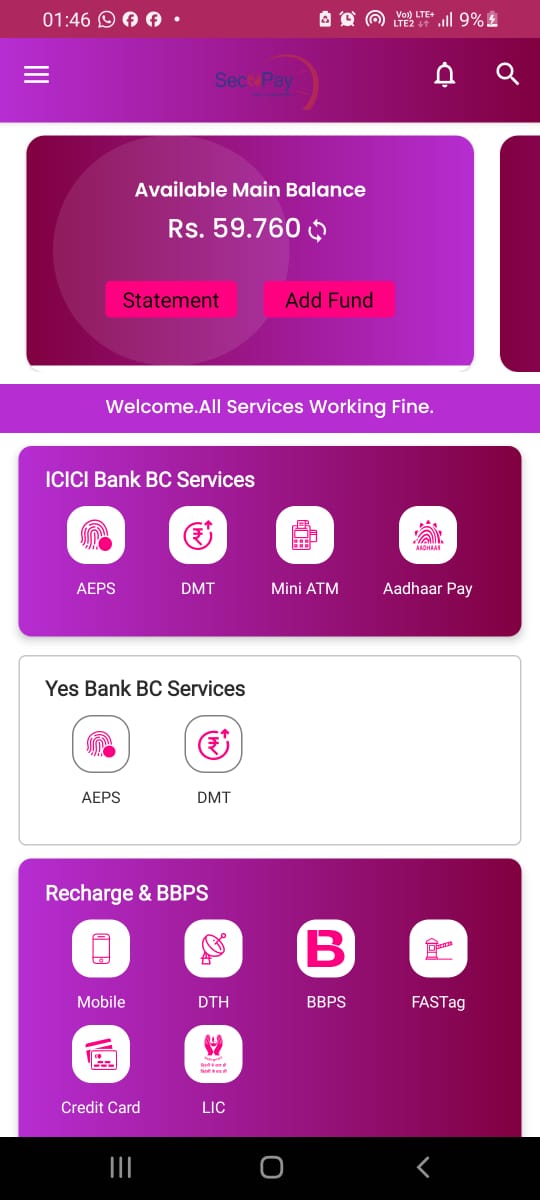 01:46
Vo) LTE+
LTE2
9%
SecurPay
Available Main Balance
Rs. 59.760
Statement Add Fund
Welcome.All Services Working Fine.
ICICI Bank BC Services
AADHAAR
AEPS DMT Mini ATM Aadhaar Pay
Yes Bank BC Services
AEPS DMT
Recharge & BBPS
B
Mobile DTH BBPS FASTag
Credit Card LIC